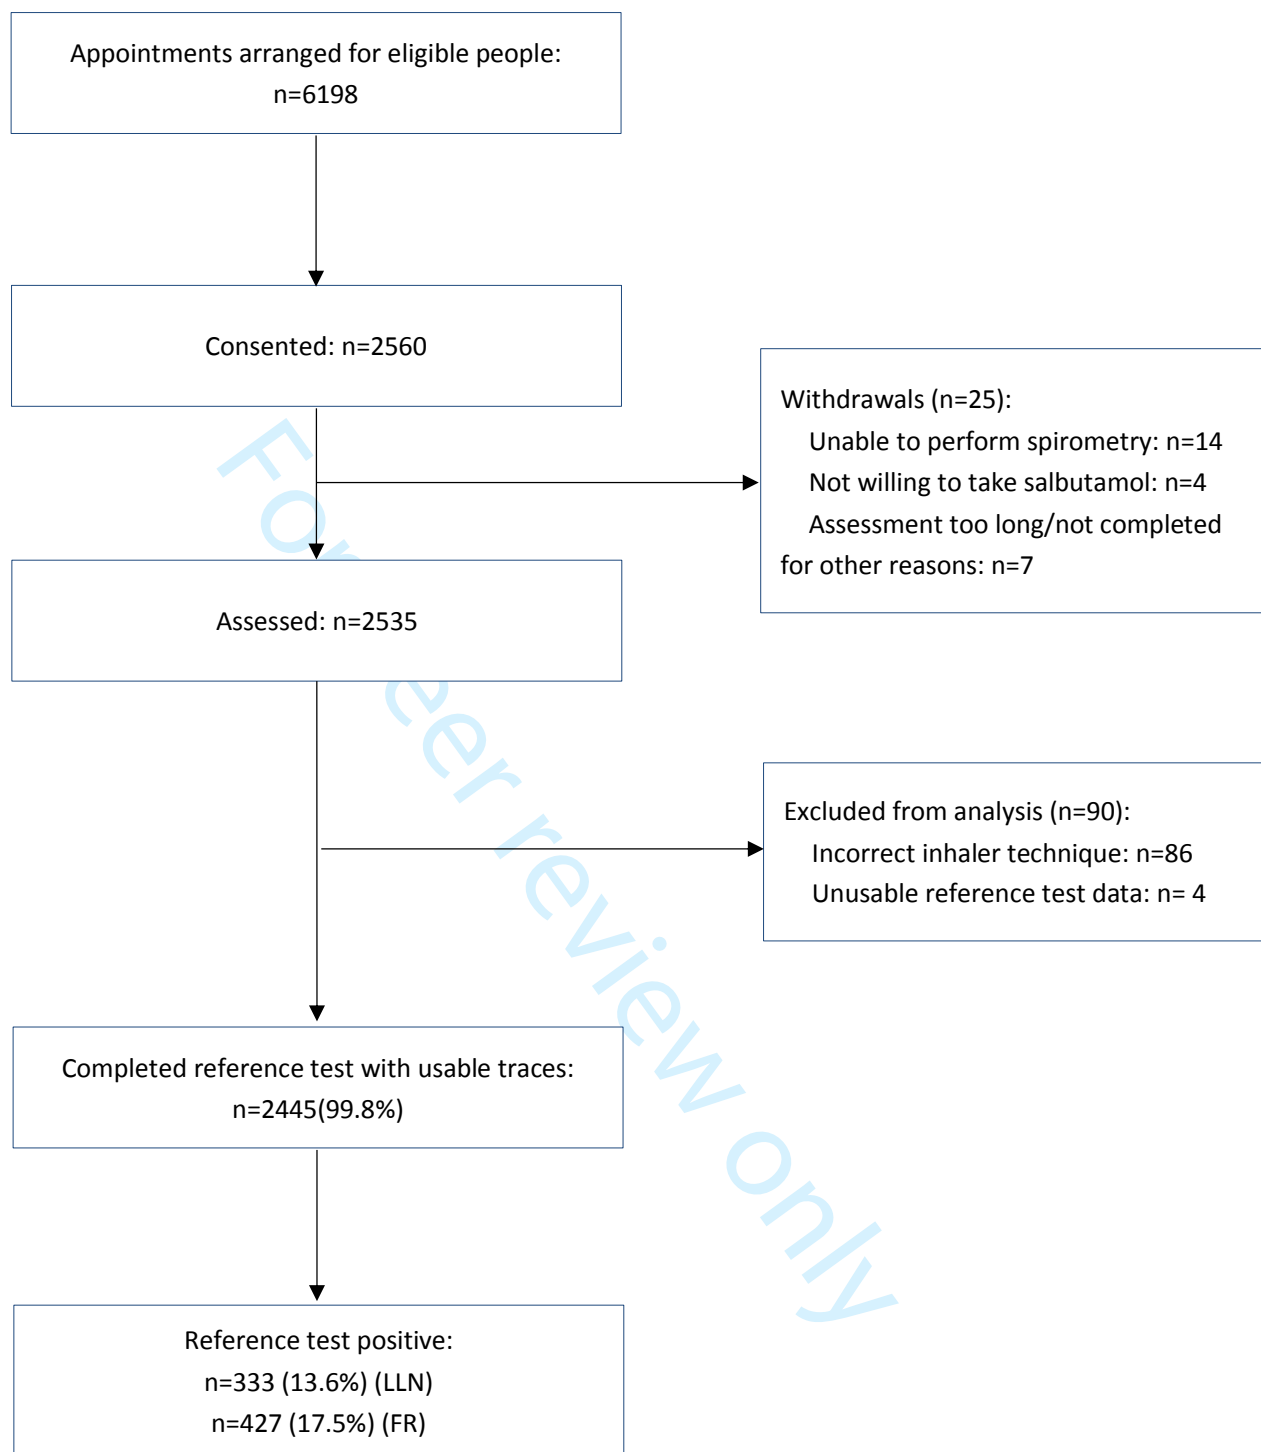 Appointments arranged for eligible people:
n=6198
Consented: n=2560
Withdrawals (n=25):
Unable to perform spirometry: n=14
Not willing to take salbutamol: n=4
Assessment too long/not completed
for other reasons: n=7
Assessed: n=2535
Excluded from analysis (n=90):
Incorrect inhaler technique: n=86
Unusable reference test data: n= 4
Completed reference test with usable traces:
n=2445(99.8%)
Reference test positive:
n=333 (13.6%) (LLN)
n=427 (17.5%) (FR)
For peer review only